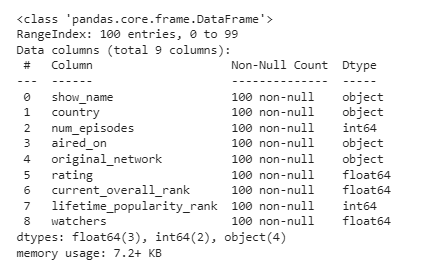 <class 'pandas.core.frame.DataFrame'>
RangeIndex: 100 entries, 0 to 99
Data columns (total 9 columns):
 #   Column                   Non-Null Count  Dtype
---  ------                   --------------  -----
 0   show_name                100 non-null    object
 1   country                  100 non-null    object
 2   num_episodes             100 non-null    int64
 3   aired_on                 100 non-null    object
 4   original_network         100 non-null    object
 5   rating                   100 non-null    float64
 6   current_overall_rank     100 non-null    float64
 7   lifetime_popularity_rank 100 non-null    int64
 8   watchers                 100 non-null    float64
dtypes: float64(3), int64(2), object(4)
memory usage: 7.2+ KB